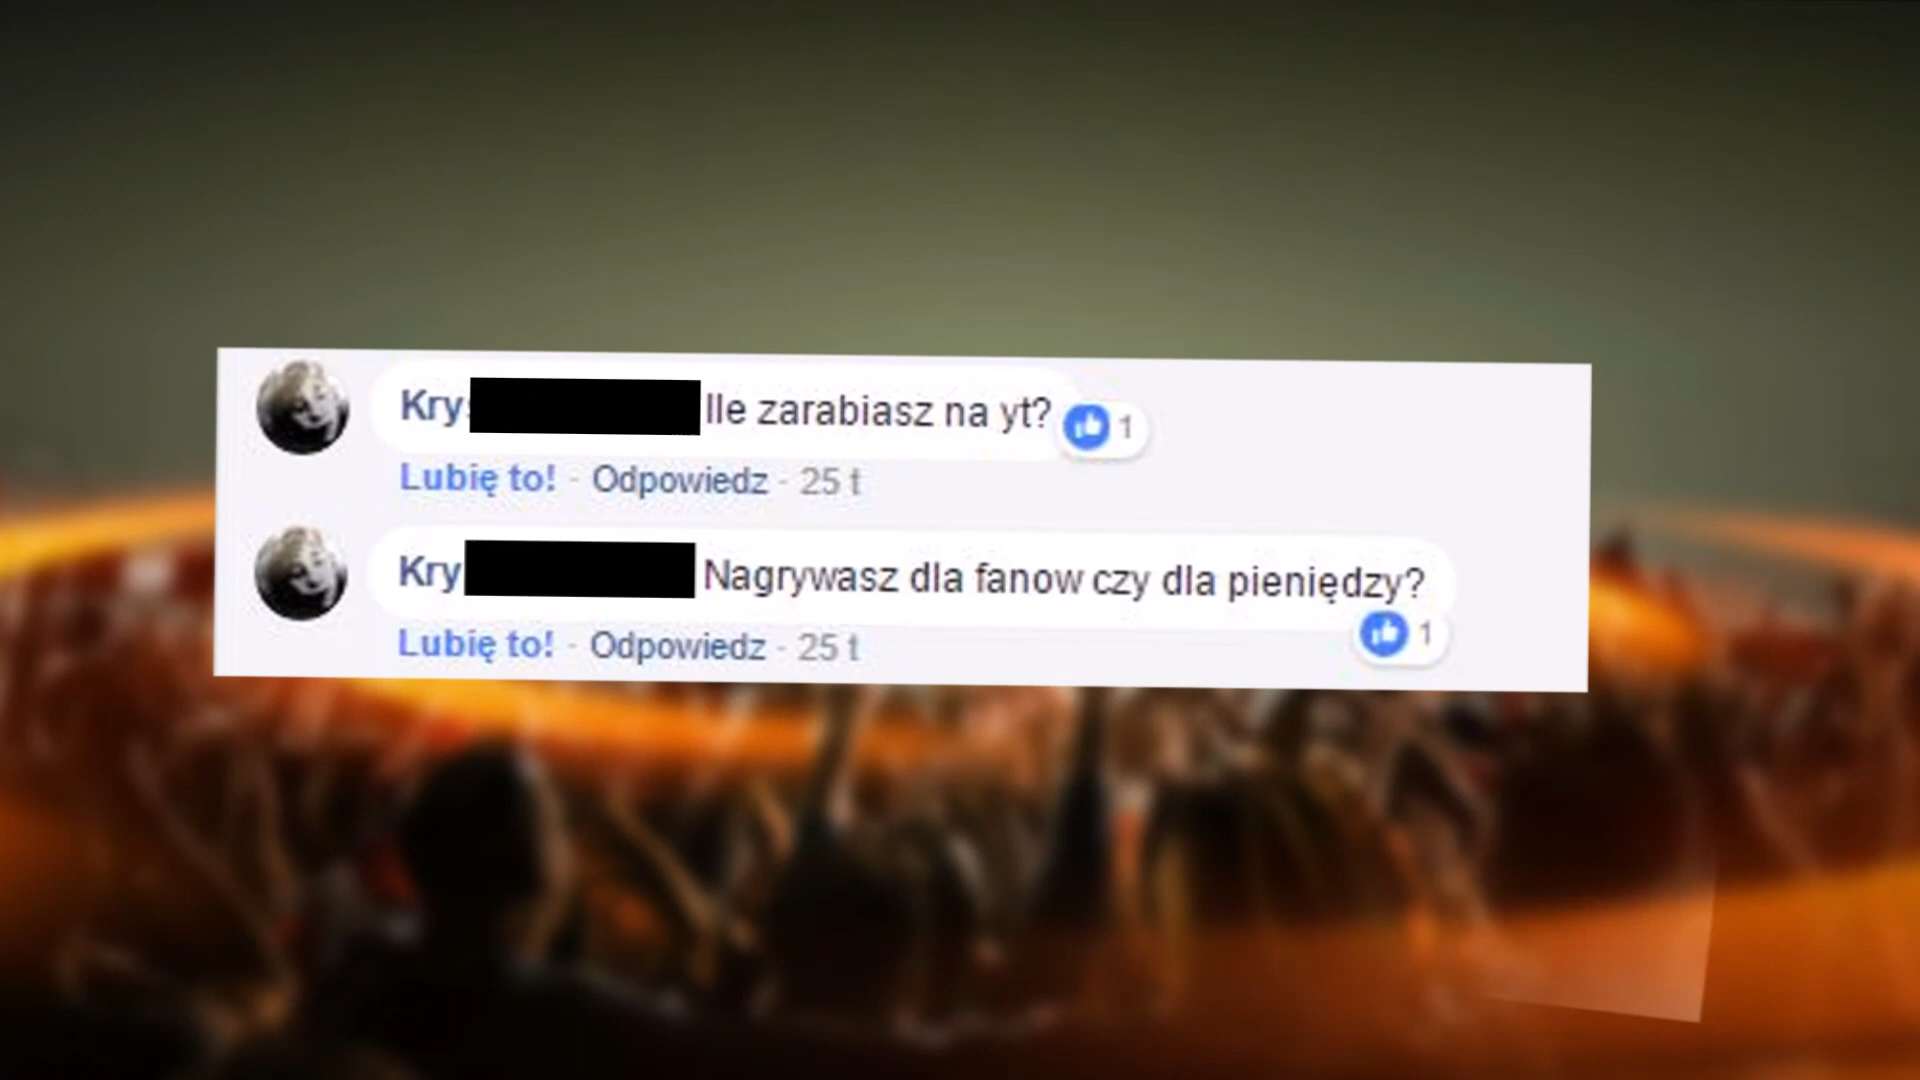 Kry Ile zarabiasz na yt? 1
Lubię to! · Odpowiedz · 25 t
Kry Nagrywasz dla fanow czy dla pieniędzy?
1
Lubię to! · Odpowiedz · 25 t